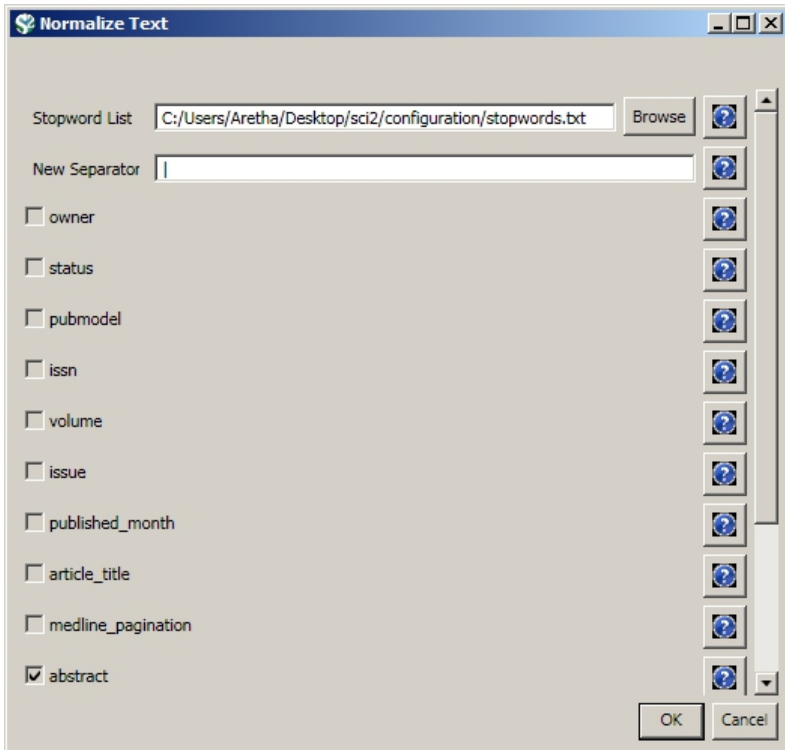 Normalize Text
Stopword List C:/Users/Aretha/Desktop/sci2/configuration/stopwords.txt Browse ?
New Separator | ?
owner ?
status ?
pubmodel ?
issn ?
volume ?
issue ?
published_month ?
article_title ?
medline_pagination ?
abstract ?
OK Cancel